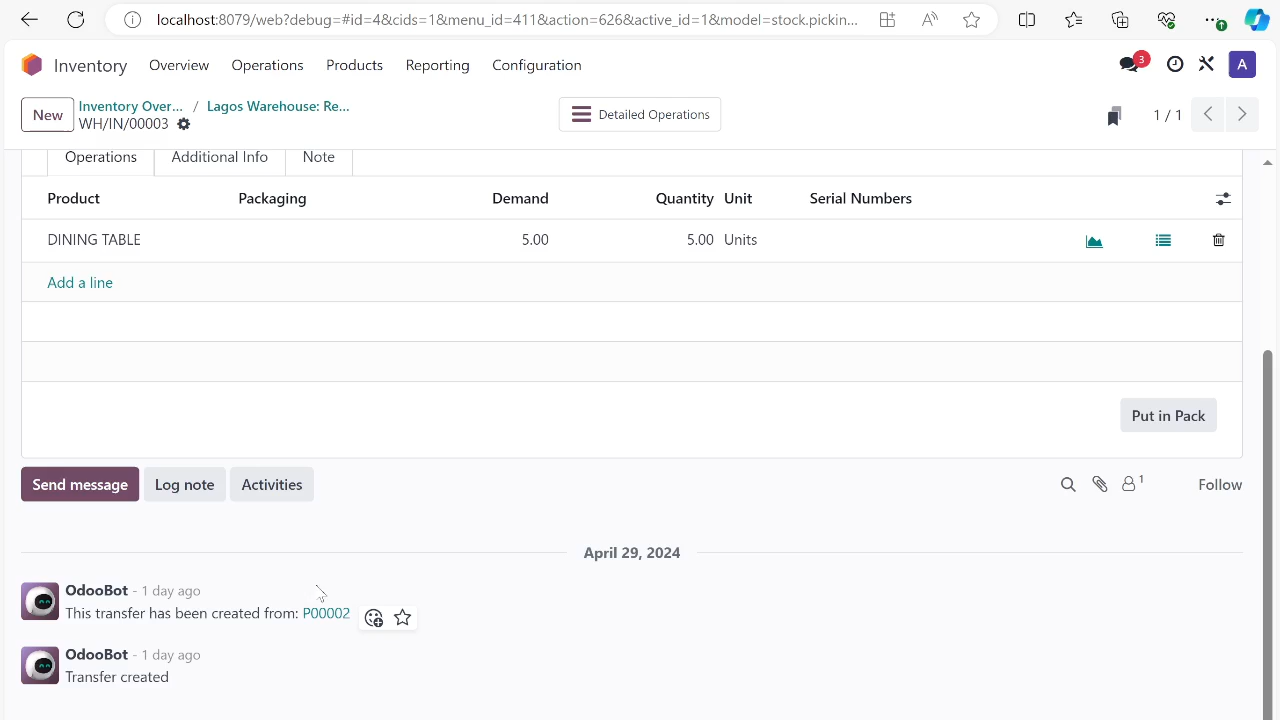 localhost:8079/web?debug=#id=4&cids=1&menu_id=411&action=626&active_id=1&model=stock.pickin...
Inventory Overview Operations Products Reporting Configuration 3 A
New Inventory Over... / Lagos Warehouse: Re... Detailed Operations 1 / 1
WH/IN/00003
Operations Additional Info Note
Product Packaging Demand Quantity Unit Serial Numbers
DINING TABLE 5.00 5.00 Units
Add a line
Put in Pack
Send message Log note Activities 1 Follow
April 29, 2024
OdooBot - 1 day ago
This transfer has been created from: P00002
OdooBot - 1 day ago
Transfer created